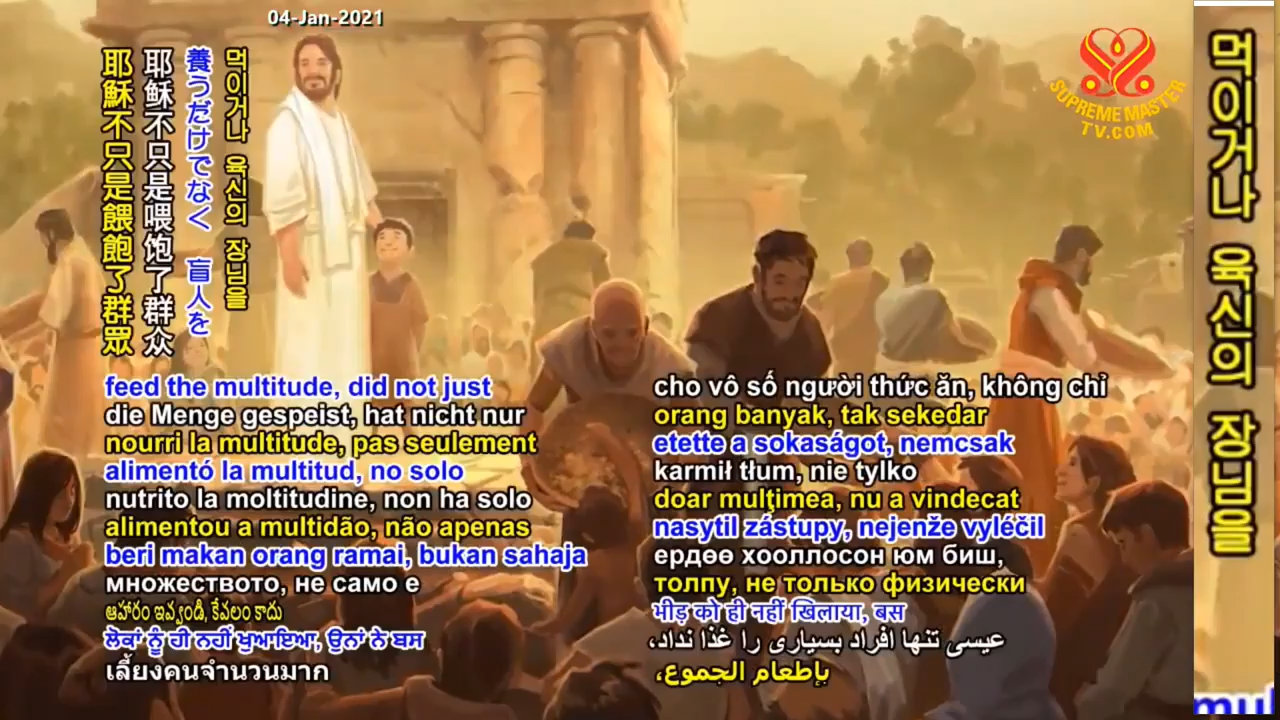 04-Jan-2021
먹이거나 육신의 장님을
養うだけでなく 盲人を
耶稣不只是喂饱了群众
耶穌不只是餵飽了群眾
SUPREME MASTER
TV.COM
feed the multitude, did not just
die Menge gespeist, hat nicht nur
nourri la multitude, pas seulement
alimentó la multitud, no solo
nutrito la moltitudine, non ha solo
alimentou a multidão, não apenas
beri makan orang ramai, bukan sahaja
множеството, не само е
ఆహారం ఇవ్వండి, కేవలం కాదు
ਲੋਕਾਂ ਨੂੰ ਹੀ ਨਹੀਂ ਖੁਆਇਆ, ਉਨਾਂ ਨੇ ਬਸ
เลี้ยงคนจำนวนมาก
cho vô số người thức ăn, không chỉ
orang banyak, tak sekedar
etette a sokaságot, nemcsak
karmił tłum, nie tylko
doar mulţimea, nu a vindecat
nasytil zástupy, nejenže vyléčil
ердөө хооллосон юм биш,
толпу, не только физически
भीड़ को ही नहीं खिलाया, बस
عیسی تنها افراد بسیاری را غذا نداد،
بإطعام الجموع،
먹이거나 육신의 장님을
mul